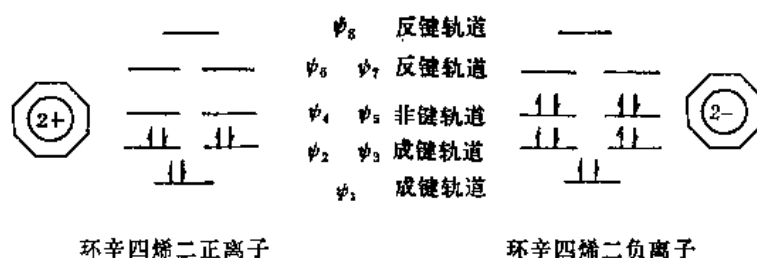 ψ₈ 反键轨道
ψ₆ ψ₇ 反键轨道
2+
ψ₄ ψ₅ 非键轨道
2-
ψ₂ ψ₃ 成键轨道
ψ₁ 成键轨道
环辛四烯二正离子
环辛四烯二负离子